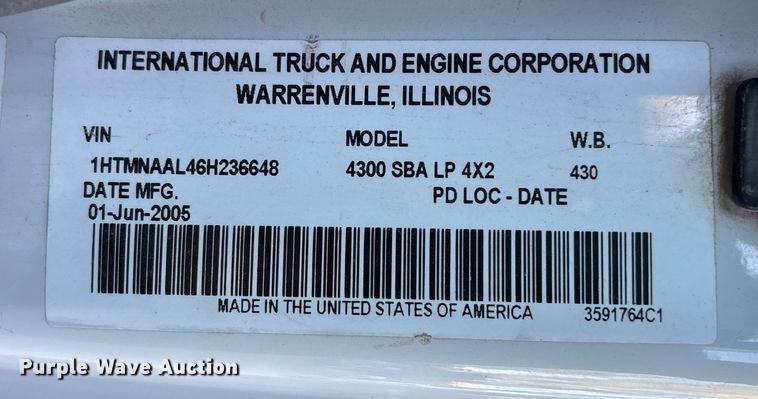 INTERNATIONAL TRUCK AND ENGINE CORPORATION
WARRENVILLE, ILLINOIS
VIN MODEL W.B.
1HTMNAAL46H236648 4300 SBA LP 4X2 430
DATE MFG. PD LOC - DATE
01-Jun-2005
MADE IN THE UNITED STATES OF AMERICA 3591764C1
Purple Wave Auction